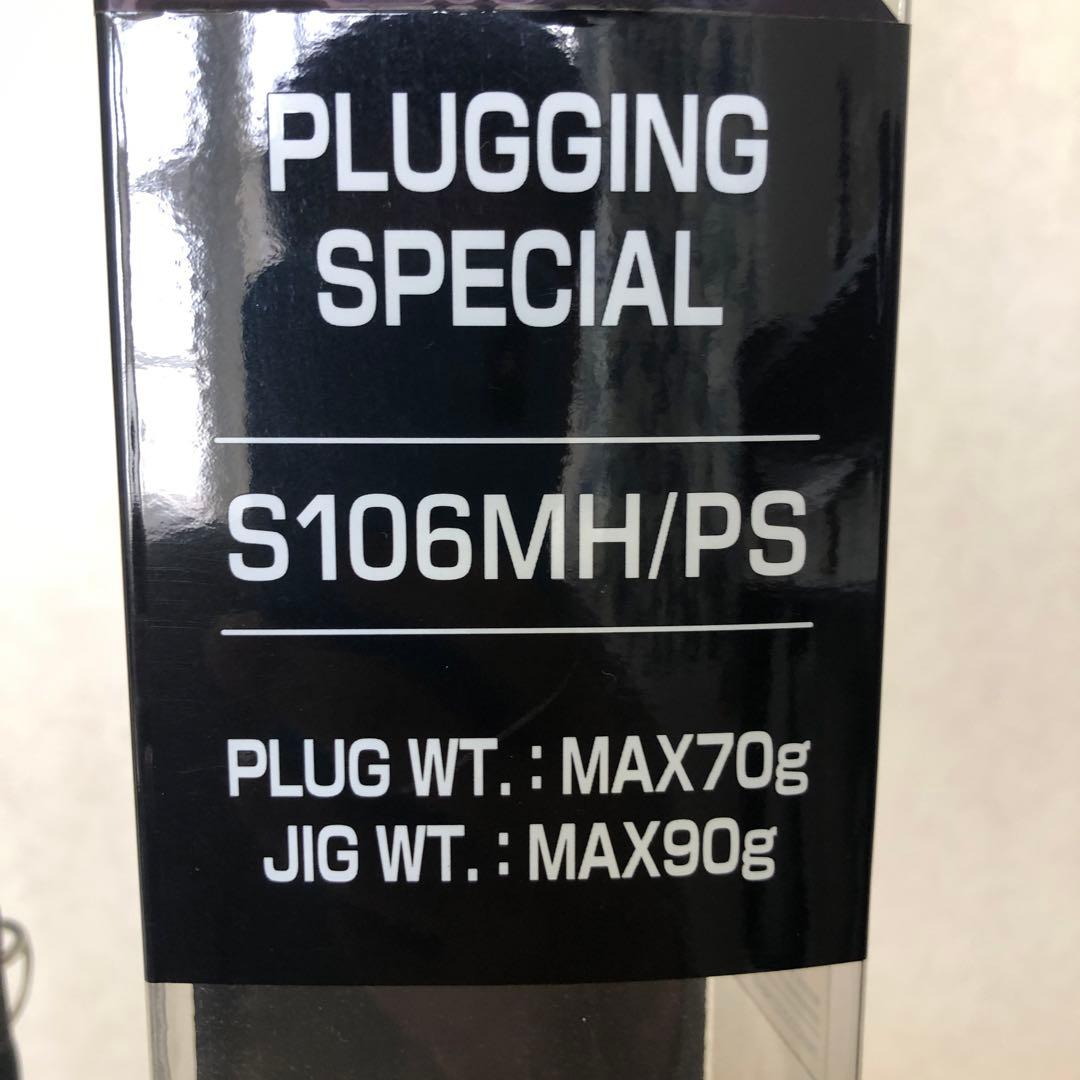 PLUGGING
SPECIAL
S106MH/PS
PLUG WT. : MAX70g
JIG WT. : MAX90g